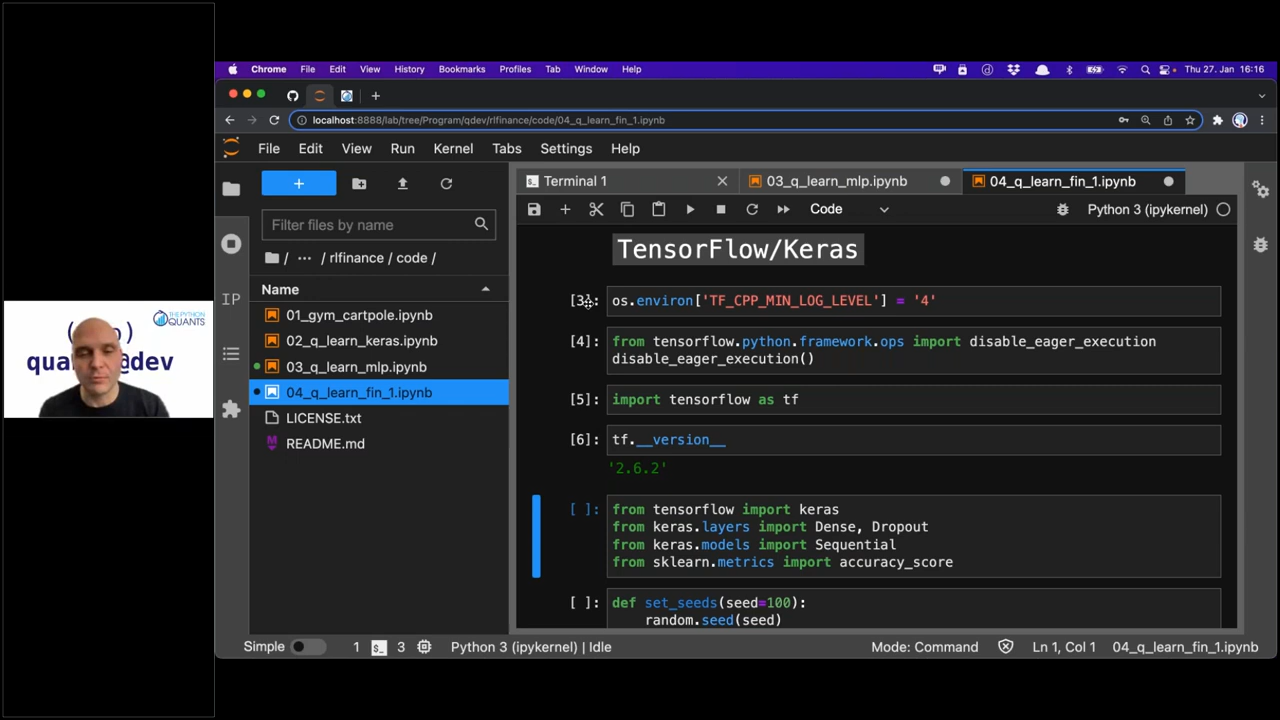 Chrome File Edit View History Bookmarks Profiles Tab Window Help Thu 27. Jan 16:16
localhost:8888/lab/tree/Program/qdev/rlfinance/code/04_q_learn_fin_1.ipynb
File Edit View Run Kernel Tabs Settings Help
+
Filter files by name
/ ··· / rlfinance / code /
Name
01_gym_cartpole.ipynb
02_q_learn_keras.ipynb
03_q_learn_mlp.ipynb
04_q_learn_fin_1.ipynb
LICENSE.txt
README.md
IP
Terminal 1
03_q_learn_mlp.ipynb
04_q_learn_fin_1.ipynb
Code
Python 3 (ipykernel)
TensorFlow/Keras
[3]: os.environ['TF_CPP_MIN_LOG_LEVEL'] = '4'
[4]: from tensorflow.python.framework.ops import disable_eager_execution
disable_eager_execution()
[5]: import tensorflow as tf
[6]: tf.__version__
'2.6.2'
[ ]: from tensorflow import keras
from keras.layers import Dense, Dropout
from keras.models import Sequential
from sklearn.metrics import accuracy_score
[ ]: def set_seeds(seed=100):
random.seed(seed)
Simple 1 $_ 3 Python 3 (ipykernel) | Idle Mode: Command Ln 1, Col 1 04_q_learn_fin_1.ipynb
THE PYTHON
QUANTS